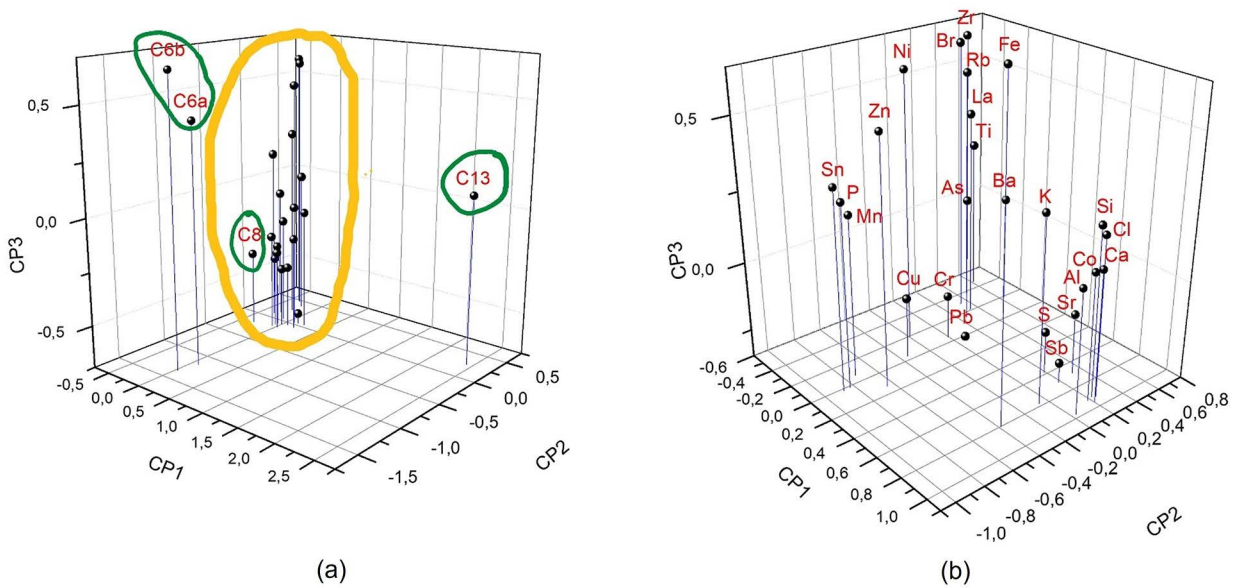 C6b
C6a
C8
C13
0,5
0,0
-0,5
CP3
-0,5
0,0
0,5
1,0
1,5
2,0
2,5
CP1
-1,5
-1,0
-0,5
0,0
0,5
CP2
(a)
Zr
Br
Fe
Ni
Rb
La
Zn
Ti
Sn
P
Mn
As
Ba
K
Si
Cl
Co
Ca
Al
Cu
Cr
Sr
Pb
S
Sb
0,5
0,0
CP3
-0,6
-0,4
-0,2
0,0
0,2
0,4
0,6
0,8
1,0
CP1
-1,0
-0,8
-0,6
-0,4
-0,2
0,0
0,2
0,4
0,6
0,8
CP2
(b)